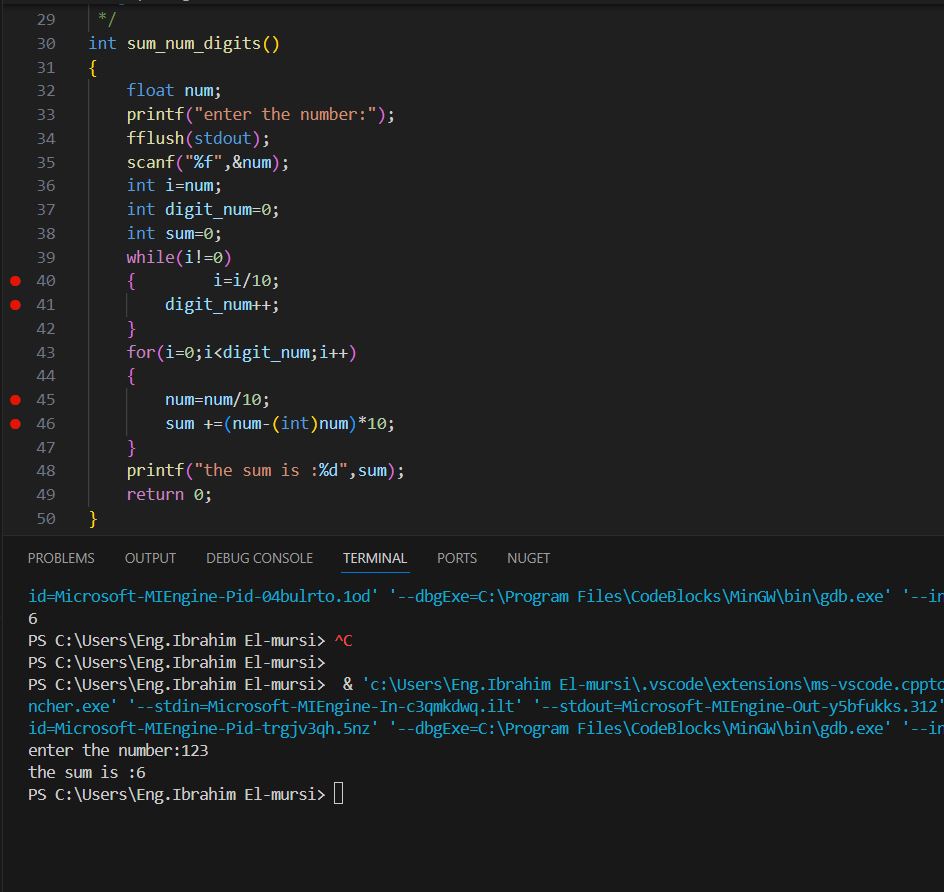 29 */
30 int sum_num_digits()
31 {
32 float num;
33 printf("enter the number:");
34 fflush(stdout);
35 scanf("%f",&num);
36 int i=num;
37 int digit_num=0;
38 int sum=0;
39 while(i!=0)
40 { i=i/10;
41 digit_num++;
42 }
43 for(i=0;i<digit_num;i++)
44 {
45 num=num/10;
46 sum +=(num-(int)num)*10;
47 }
48 printf("the sum is :%d",sum);
49 return 0;
50 }
PROBLEMS OUTPUT DEBUG CONSOLE TERMINAL PORTS NUGET
id=Microsoft-MIEngine-Pid-04bulrto.1od' '--dbgExe=C:\Program Files\CodeBlocks\MinGW\bin\gdb.exe' '--in
6
PS C:\Users\Eng.Ibrahim El-mursi> ^C
PS C:\Users\Eng.Ibrahim El-mursi>
PS C:\Users\Eng.Ibrahim El-mursi> & 'c:\Users\Eng.Ibrahim El-mursi\.vscode\extensions\ms-vscode.cppto
ncher.exe' '--stdin=Microsoft-MIEngine-In-c3qmkdwq.ilt' '--stdout=Microsoft-MIEngine-Out-y5bfukks.312'
id=Microsoft-MIEngine-Pid-trgjv3qh.5nz' '--dbgExe=C:\Program Files\CodeBlocks\MinGW\bin\gdb.exe' '--in
enter the number:123
the sum is :6
PS C:\Users\Eng.Ibrahim El-mursi>